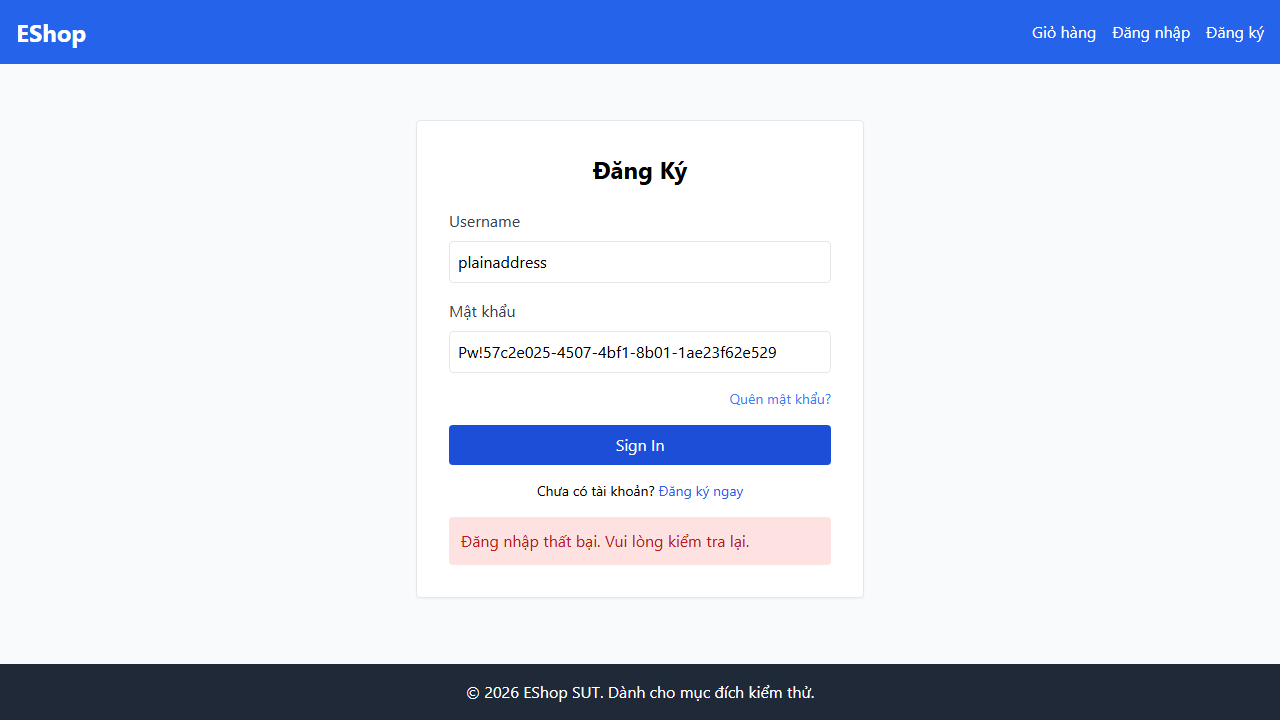 EShop
Giỏ hàng
Đăng nhập
Đăng ký
Đăng Ký
Username
plainaddress
Mật khẩu
Pw!57c2e025-4507-4bf1-8b01-1ae23f62e529
Quên mật khẩu?
Sign In
Chưa có tài khoản? Đăng ký ngay
Đăng nhập thất bại. Vui lòng kiểm tra lại.
© 2026 EShop SUT. Dành cho mục đích kiểm thử.